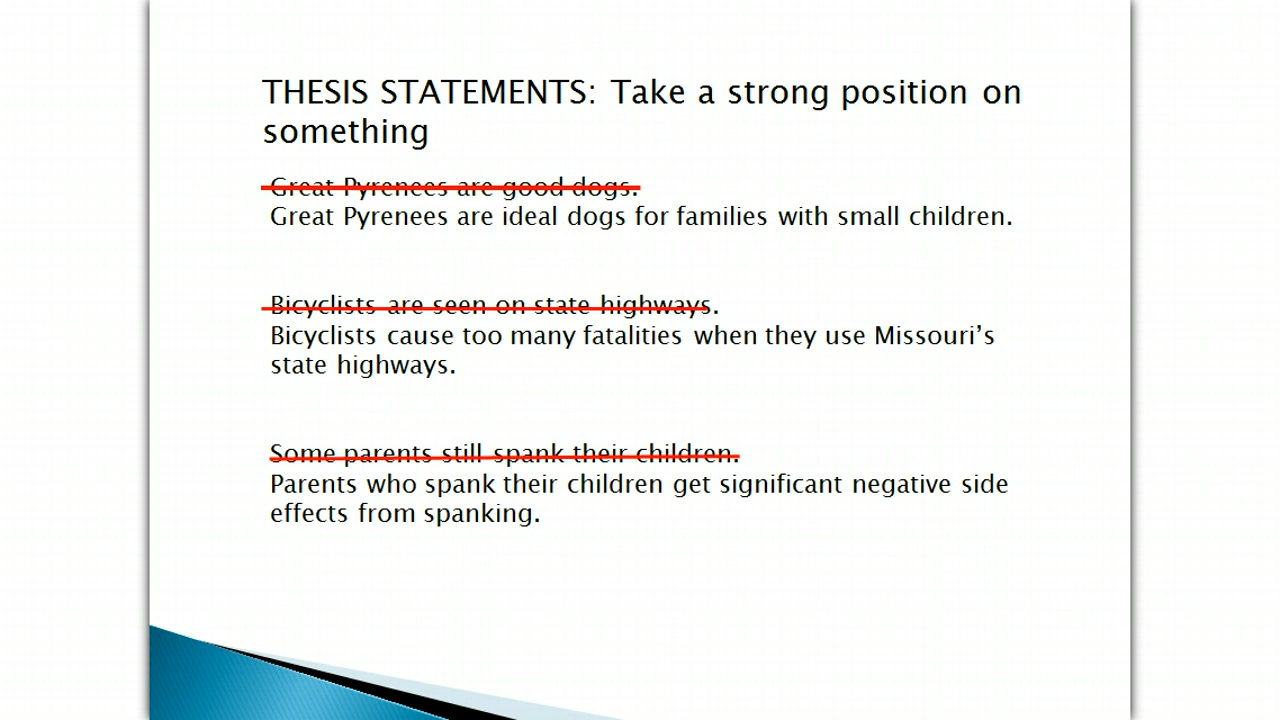 THESIS STATEMENTS: Take a strong position on
something
Great Pyrenees are good dogs.
Great Pyrenees are ideal dogs for families with small children.
Bicyclists are seen on state highways.
Bicyclists cause too many fatalities when they use Missouri’s
state highways.
Some parents still spank their children.
Parents who spank their children get significant negative side
effects from spanking.